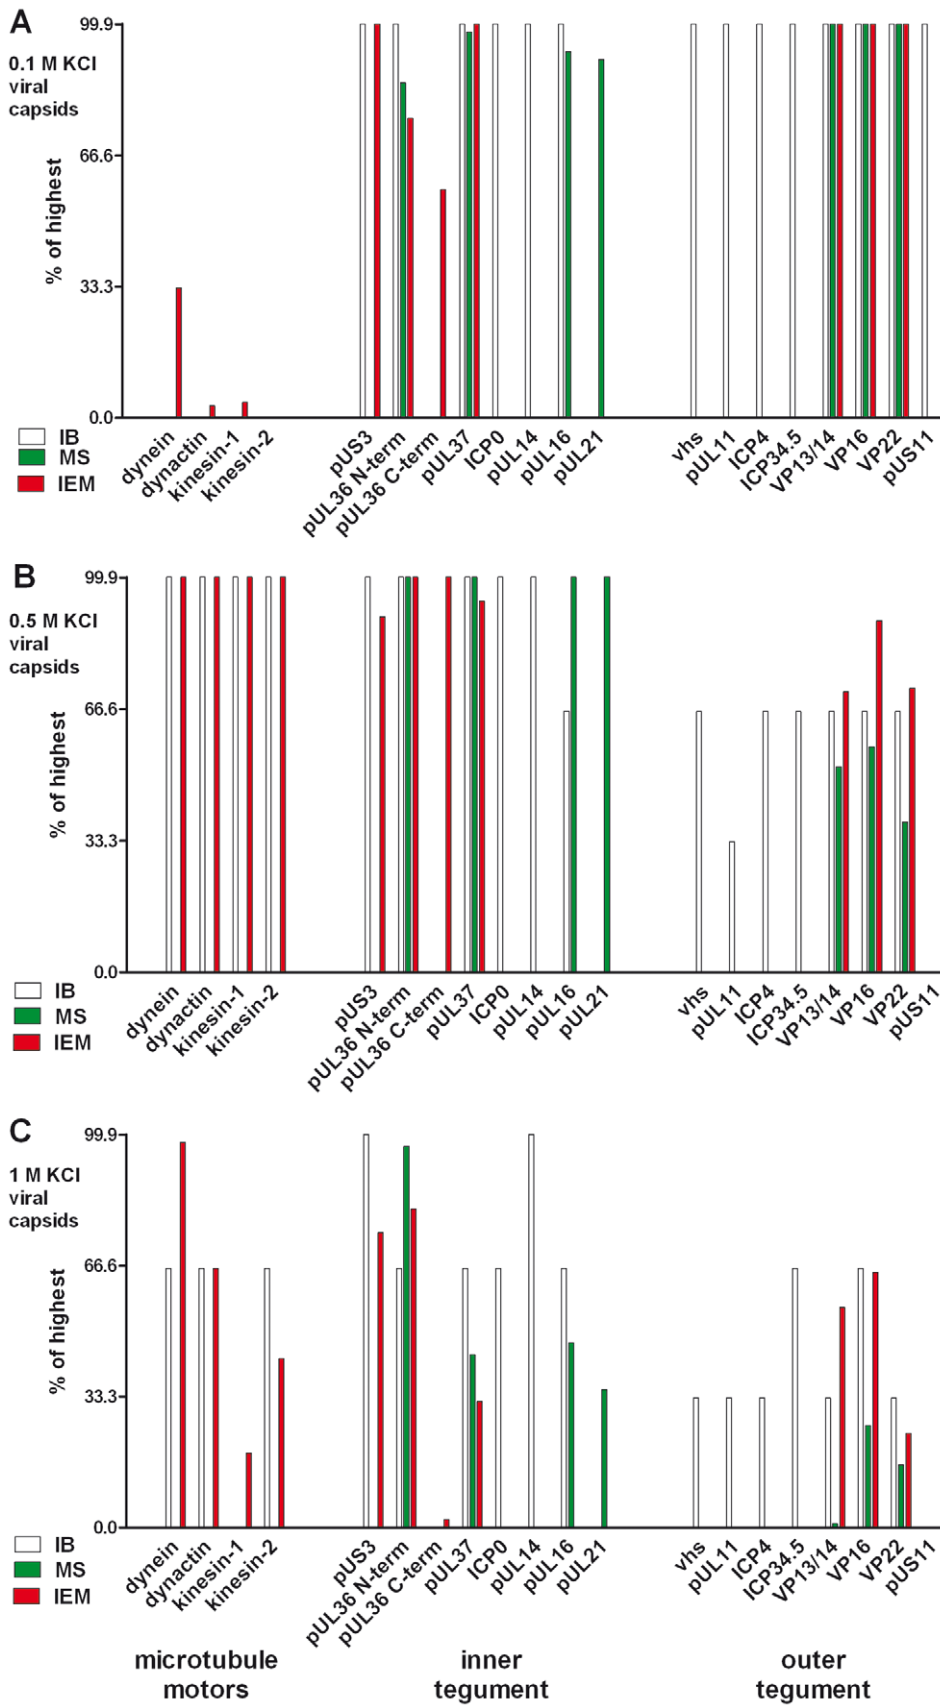 A
0.1 M KCl
viral
capsids
% of highest
99.9
66.6
33.3
0.0
IB
MS
IEM
dynein
dynactin
kinesin-1
kinesin-2
pUS3
pUL36 N-term
pUL36 C-term
pUL37
ICP0
pUL14
pUL16
pUL21
vhs
pUL11
ICP4
ICP34.5
VP13/14
VP16
VP22
pUS11
B
0.5 M KCl
viral
capsids
% of highest
99.9
66.6
33.3
0.0
IB
MS
IEM
dynein
dynactin
kinesin-1
kinesin-2
pUS3
pUL36 N-term
pUL36 C-term
pUL37
ICP0
pUL14
pUL16
pUL21
vhs
pUL11
ICP4
ICP34.5
VP13/14
VP16
VP22
pUS11
C
1 M KCl
viral
capsids
% of highest
99.9
66.6
33.3
0.0
IB
MS
IEM
dynein
dynactin
kinesin-1
kinesin-2
pUS3
pUL36 N-term
pUL36 C-term
pUL37
ICP0
pUL14
pUL16
pUL21
vhs
pUL11
ICP4
ICP34.5
VP13/14
VP16
VP22
pUS11
microtubule
motors
inner
tegument
outer
tegument